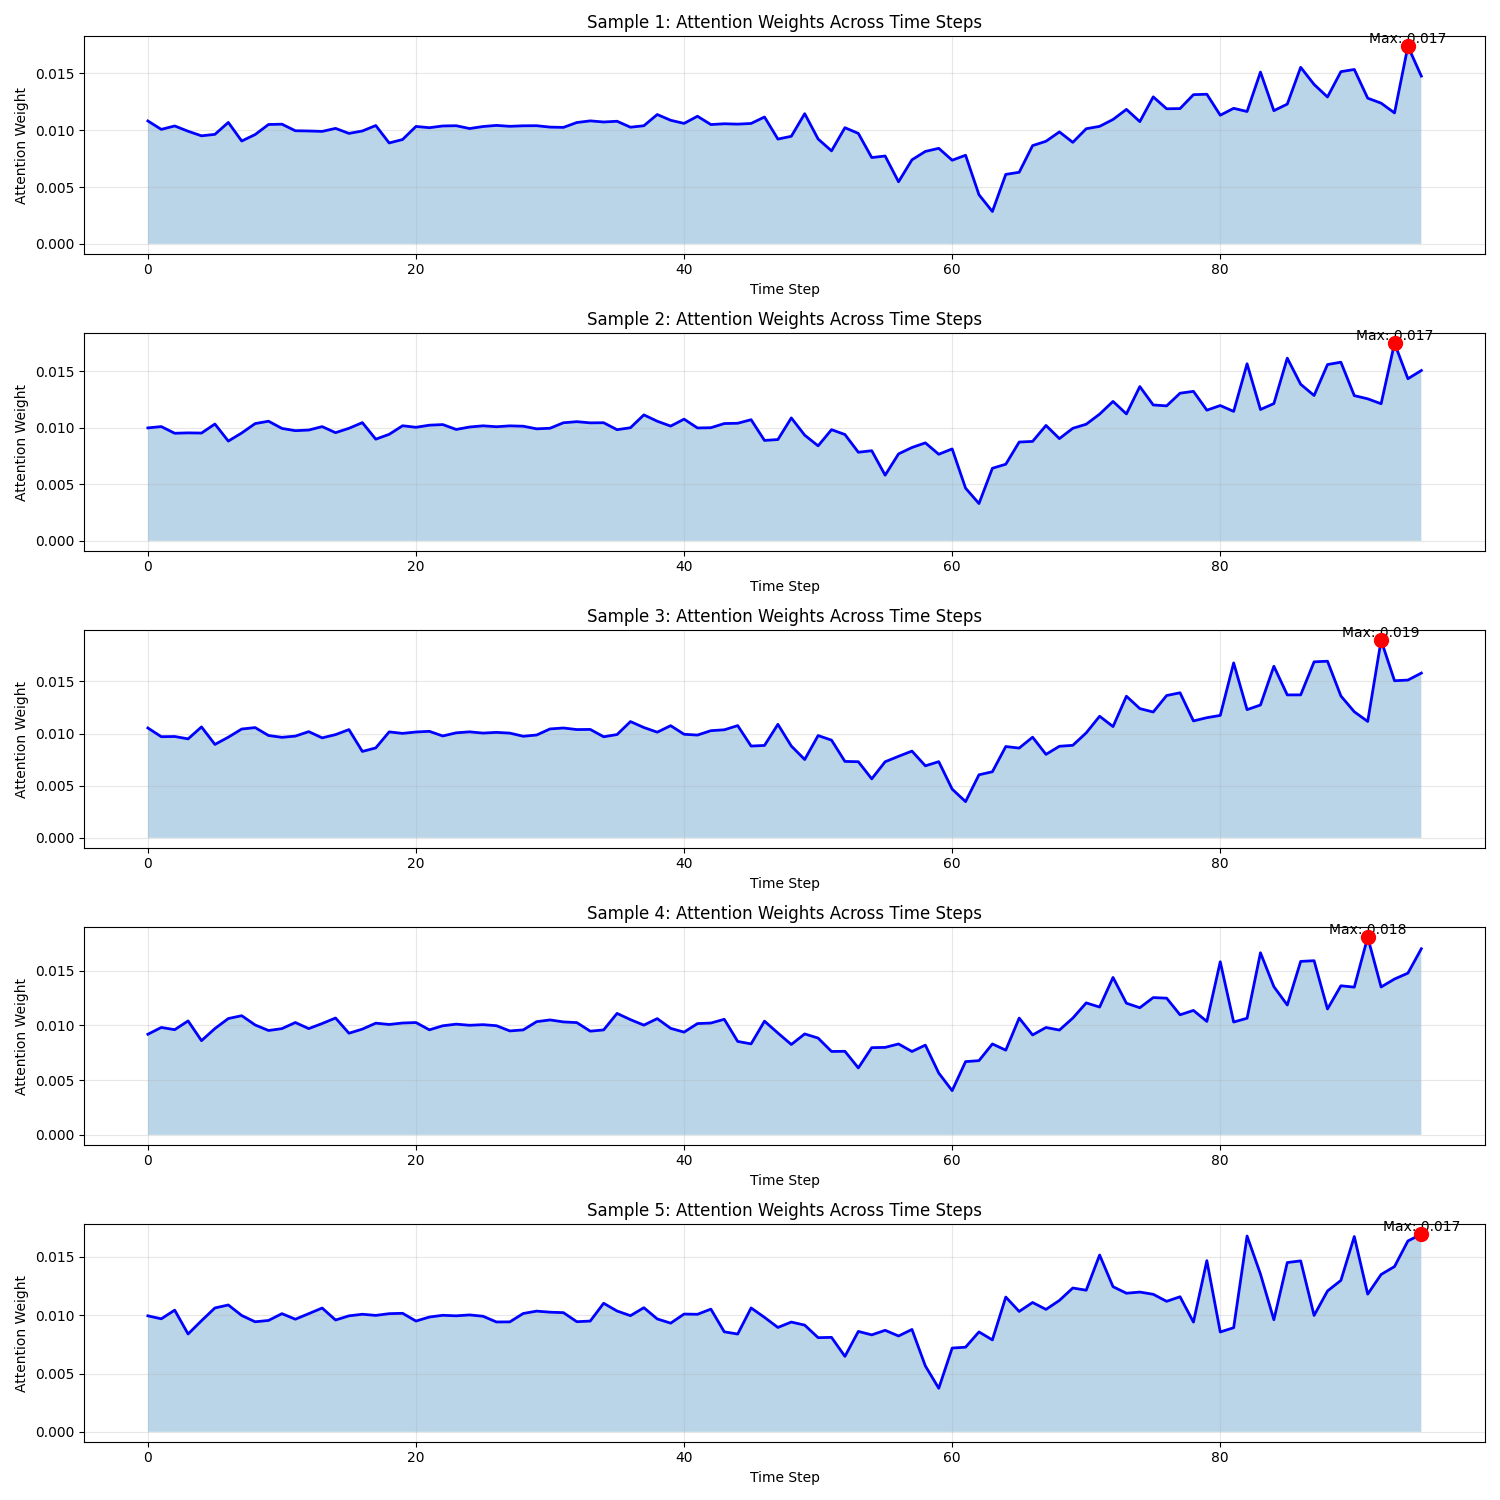 Sample 1: Attention Weights Across Time Steps
Max: 0.017
Attention Weight
0.015
0.010
0.005
0.000
0 20 40 60 80
Time Step
Sample 2: Attention Weights Across Time Steps
Max: 0.017
Attention Weight
0.015
0.010
0.005
0.000
0 20 40 60 80
Time Step
Sample 3: Attention Weights Across Time Steps
Max: 0.019
Attention Weight
0.015
0.010
0.005
0.000
0 20 40 60 80
Time Step
Sample 4: Attention Weights Across Time Steps
Max: 0.018
Attention Weight
0.015
0.010
0.005
0.000
0 20 40 60 80
Time Step
Sample 5: Attention Weights Across Time Steps
Max: 0.017
Attention Weight
0.015
0.010
0.005
0.000
0 20 40 60 80
Time Step